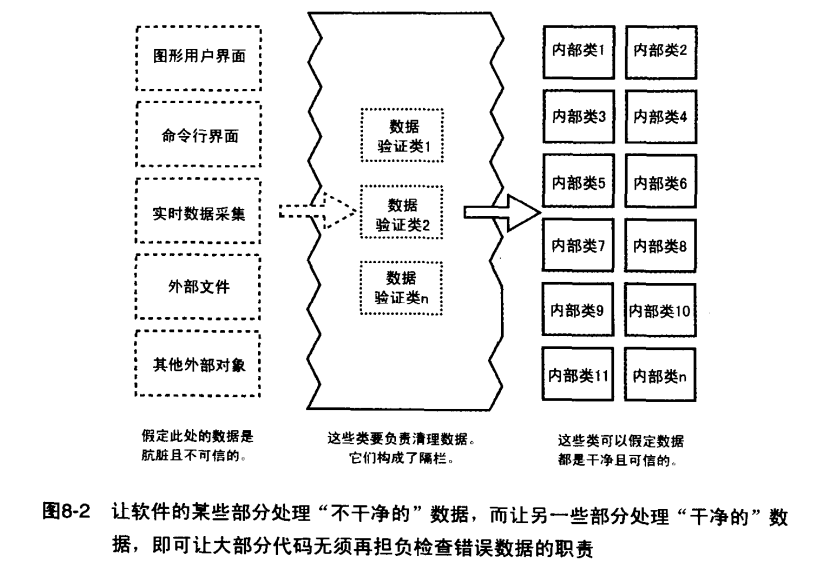 图形用户界面
命令行界面
实时数据采集
外部文件
其他外部对象
假定此处的数据是
肮脏且不可信的。
数据
验证类1
数据
验证类2
数据
验证类n
这些类要负责清理数据。
它们构成了隔栏。
内部类1
内部类2
内部类3
内部类4
内部类5
内部类6
内部类7
内部类8
内部类9
内部类10
内部类11
内部类n
这些类可以假定数据
都是干净且可信的。
图8-2 让软件的某些部分处理“不干净的”数据，而让另一些部分处理“干净的”数
据，即可让大部分代码无须再担负检查错误数据的职责